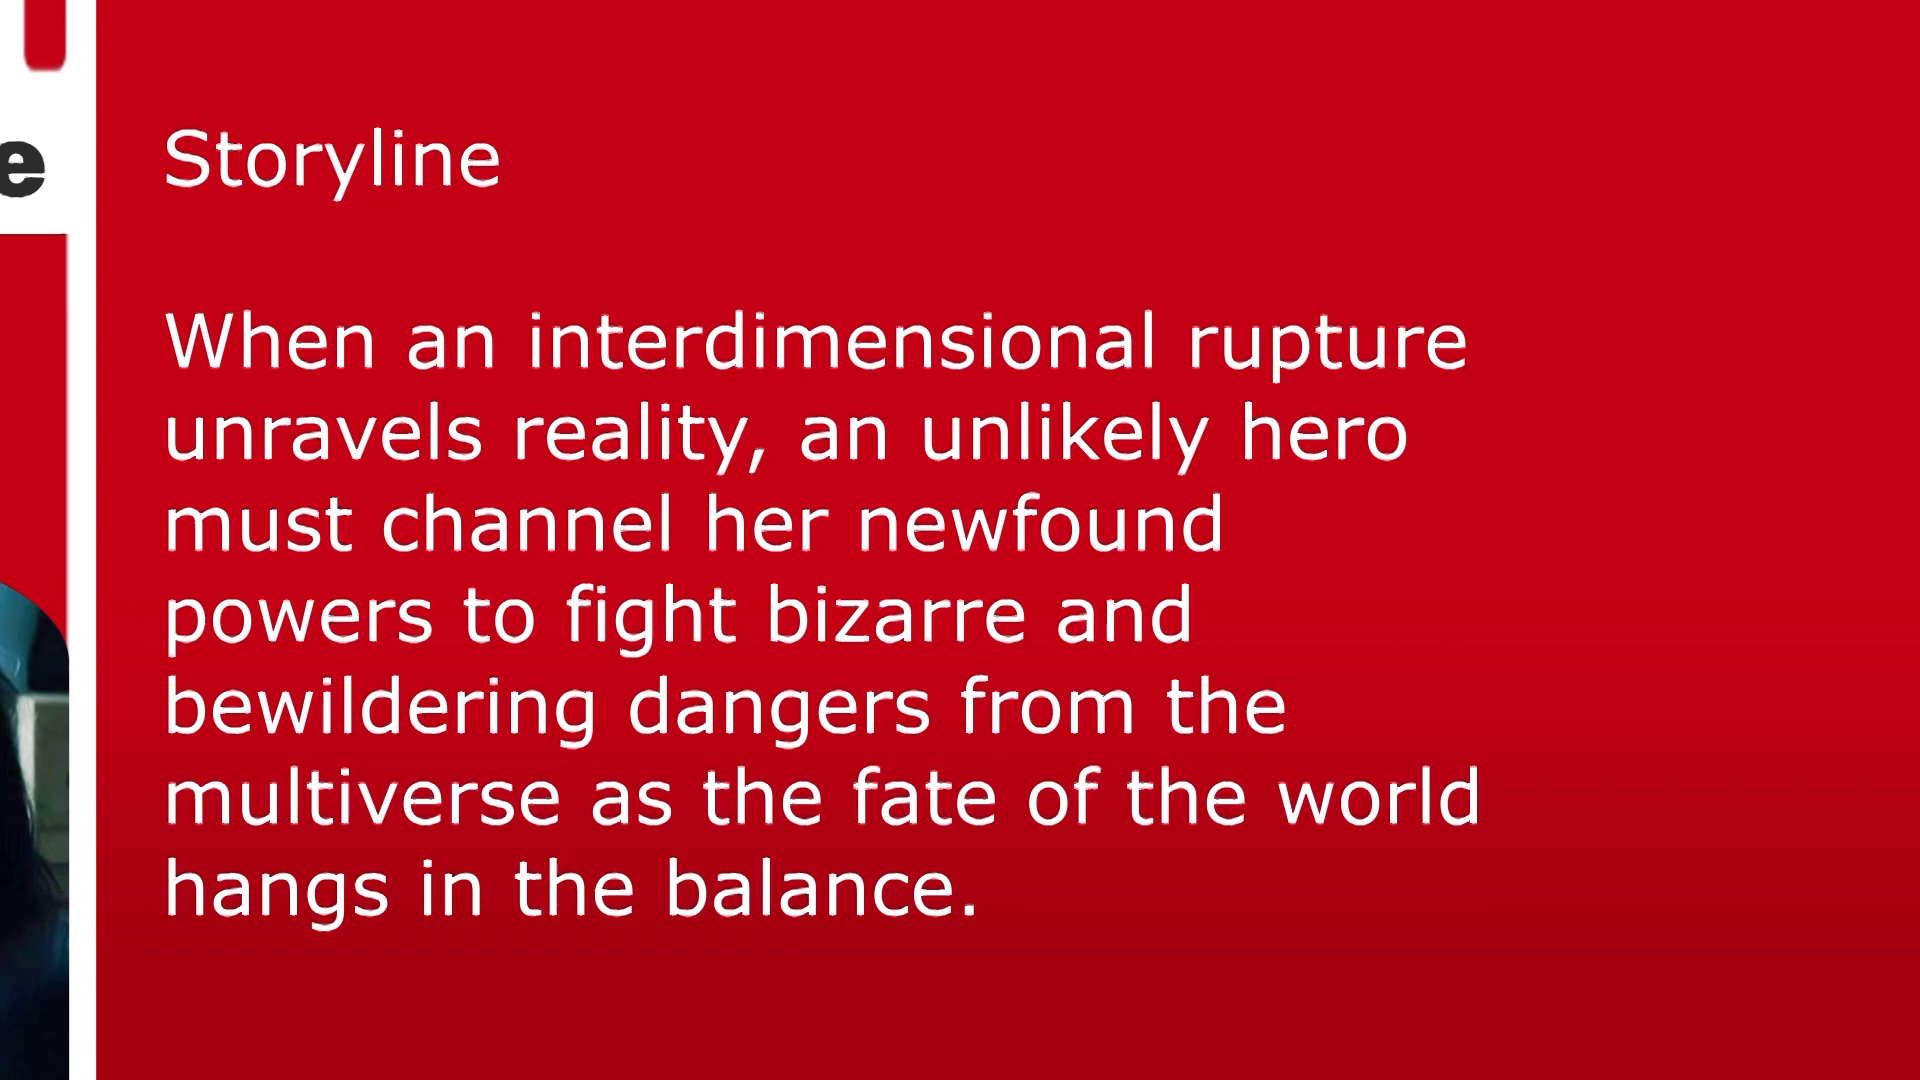 e
Storyline
When an interdimensional rupture
unravels reality, an unlikely hero
must channel her newfound
powers to fight bizarre and
bewildering dangers from the
multiverse as the fate of the world
hangs in the balance.